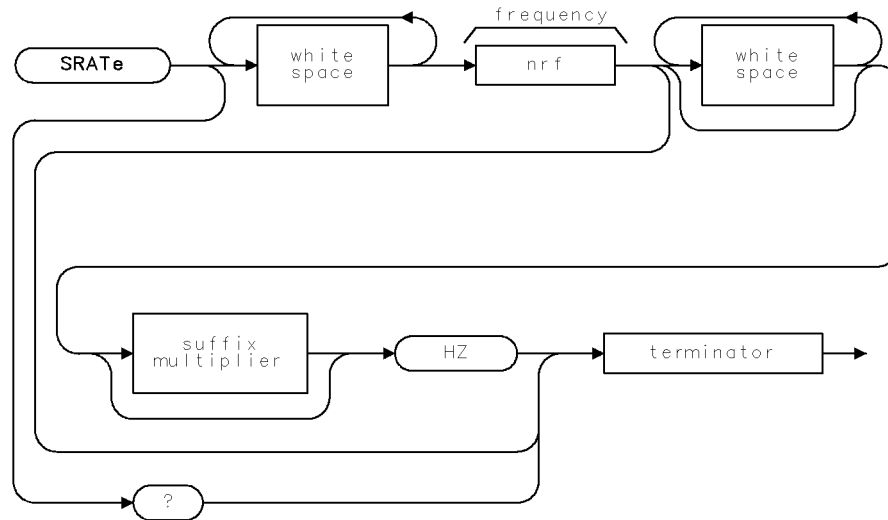 frequency
SRATe
white
space
nrf
white
space
suffix
multiplier
HZ
terminator
?